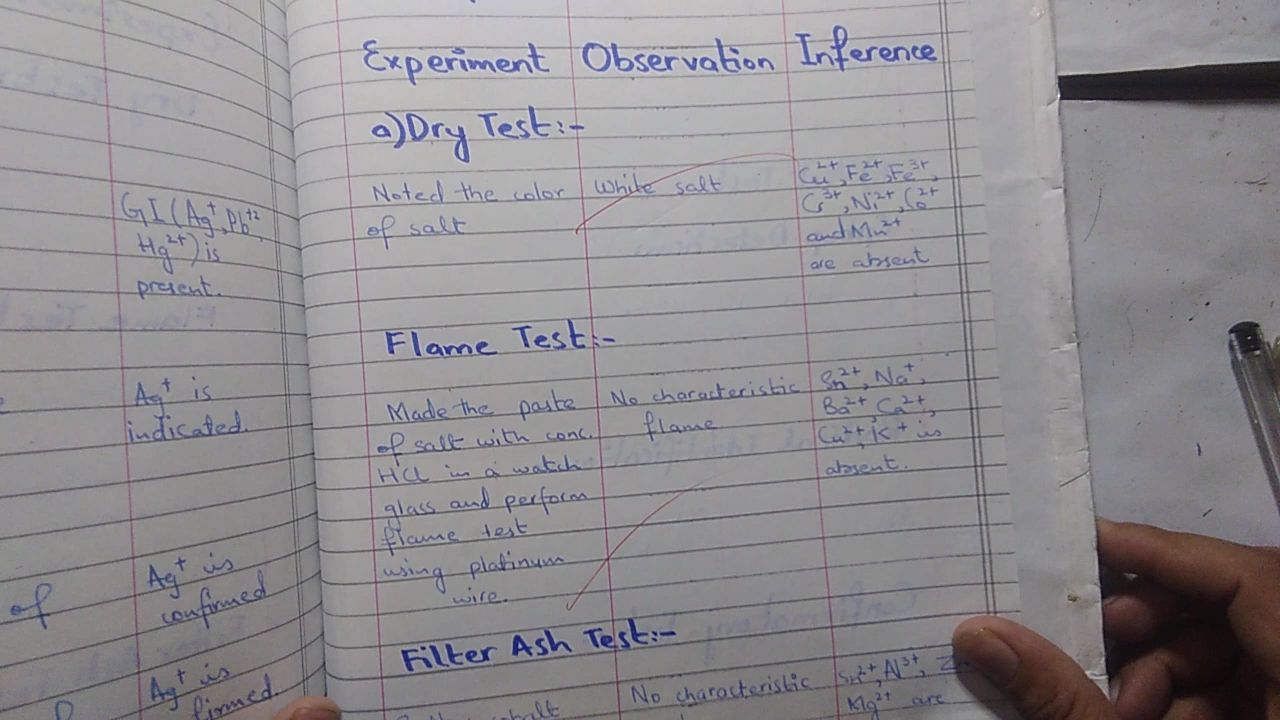 GI(Ag⁺,Pb⁺²,
Hg²⁺) is
present.
Ag⁺ is
indicated.
of
Ag⁺ is
confirmed
Ag⁺ is
firmed.
Experiment Observation Inference
a) Dry Test:-
Noted the color White salt Cu²⁺, Fe²⁺, Fe³⁺,
of salt Cr³⁺, Ni²⁺, Co²⁺
and Mn²⁺
are absent
Flame Test:-
Made the paste No characteristic Sn²⁺, Na⁺,
of salt with conc. flame Ba²⁺, Ca²⁺,
HCl in a watch Cu²⁺, K⁺ is
glass and perform absent.
flame test
using platinum
wire.
Filter Ash Test:-
No characteristic Sn²⁺, Al³⁺,
Mg²⁺ are